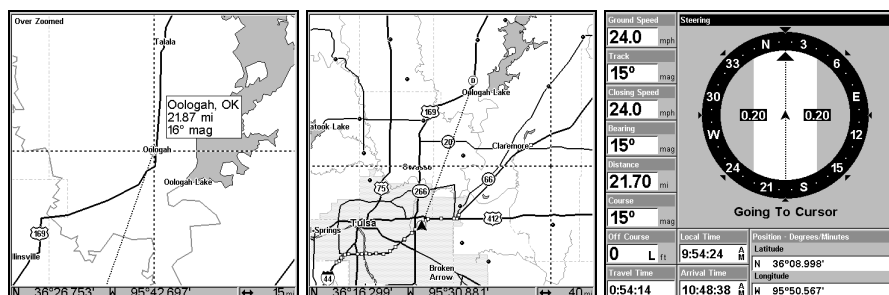 Over Zoomed
Talala
Oologah, OK
21.87 mi
16° mag
Oologah
Oologah Lake
169
llinsville
N 36°26.753' W 95°42.697' ↔ 15mi
D
Oologah Lake
169
atook Lake
20
Claremore
Swasso
75
266
66
412
Tulsa
l-Springs
44
Broken
Arrow
N 36°16.299' W 95°30.881' ↔ 40mi
Ground Speed
24.0 mph
Track
15° mag
Closing Speed
24.0 mph
Bearing
15° mag
Distance
21.70 mi
Course
15° mag
Off Course
0 L ft
Travel Time
0:54:14
Steering
N 3 6 E 12 15 S 21 24 W 30 33
0.20 0.20
Going To Cursor
Local Time
9:54:24 AM
Arrival Time
10:48:38 AM
Position - Degrees/Minutes
Latitude
N 36°08.998'
Longitude
W 95°50.567'